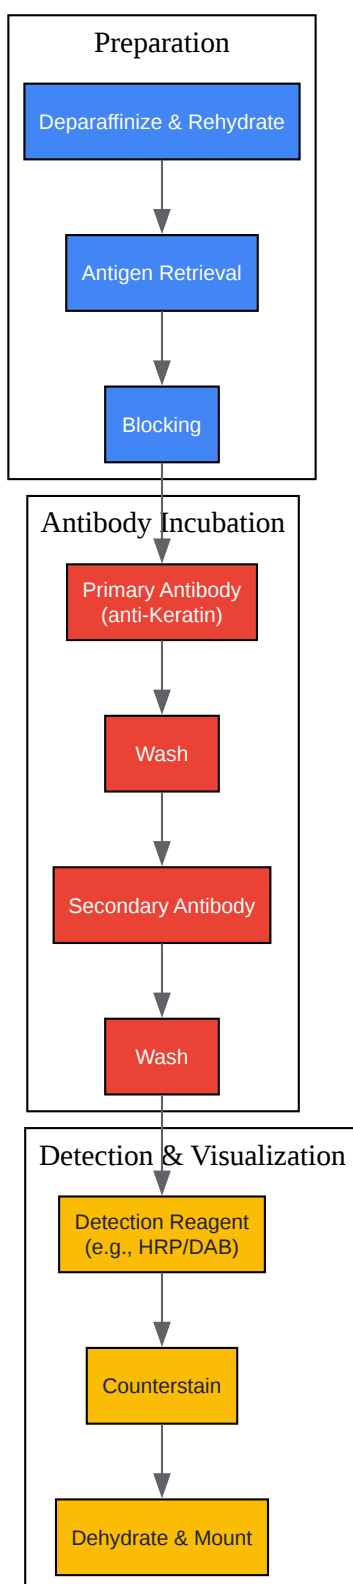 Preparation
Deparaffinize & Rehydrate
Antigen Retrieval
Blocking
Antibody Incubation
Primary Antibody
(anti-Keratin)
Wash
Secondary Antibody
Wash
Detection & Visualization
Detection Reagent
(e.g., HRP/DAB)
Counterstain
Dehydrate & Mount